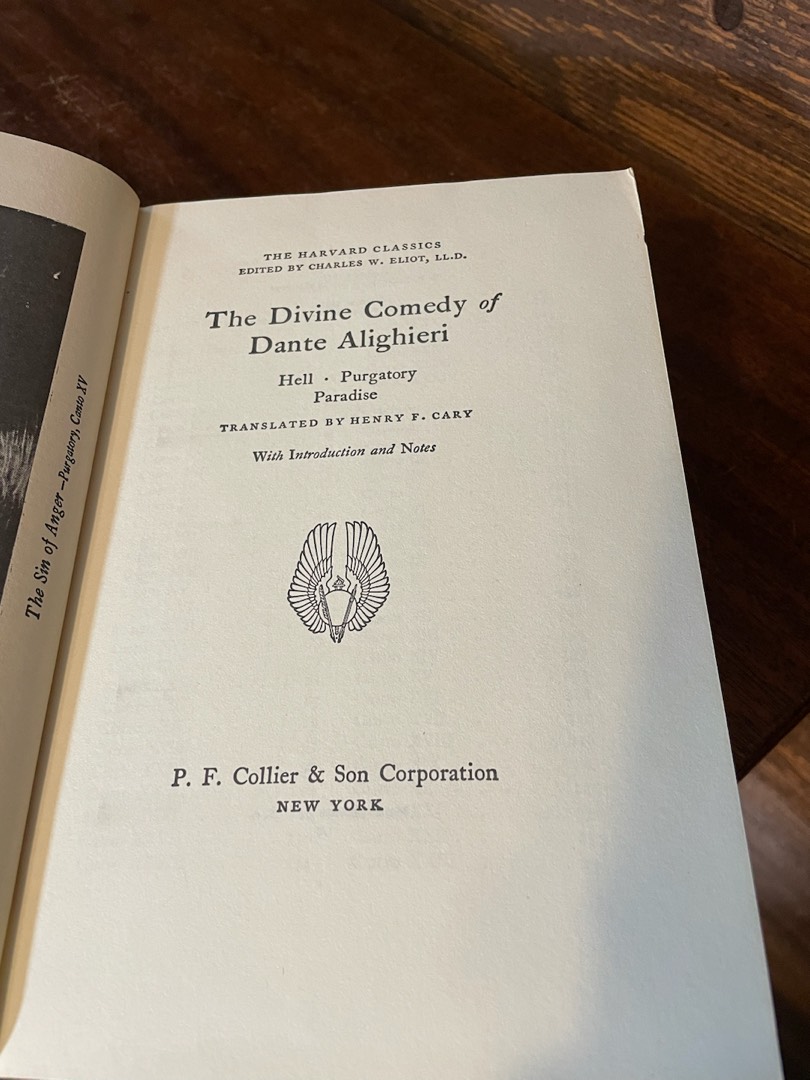 The Sin of Anger—Purgatory, Canto XV
THE HARVARD CLASSICS
EDITED BY CHARLES W. ELIOT, LL.D.
The Divine Comedy of
Dante Alighieri
Hell · Purgatory
Paradise
TRANSLATED BY HENRY F. CARY
With Introduction and Notes
P. F. Collier & Son Corporation
NEW YORK